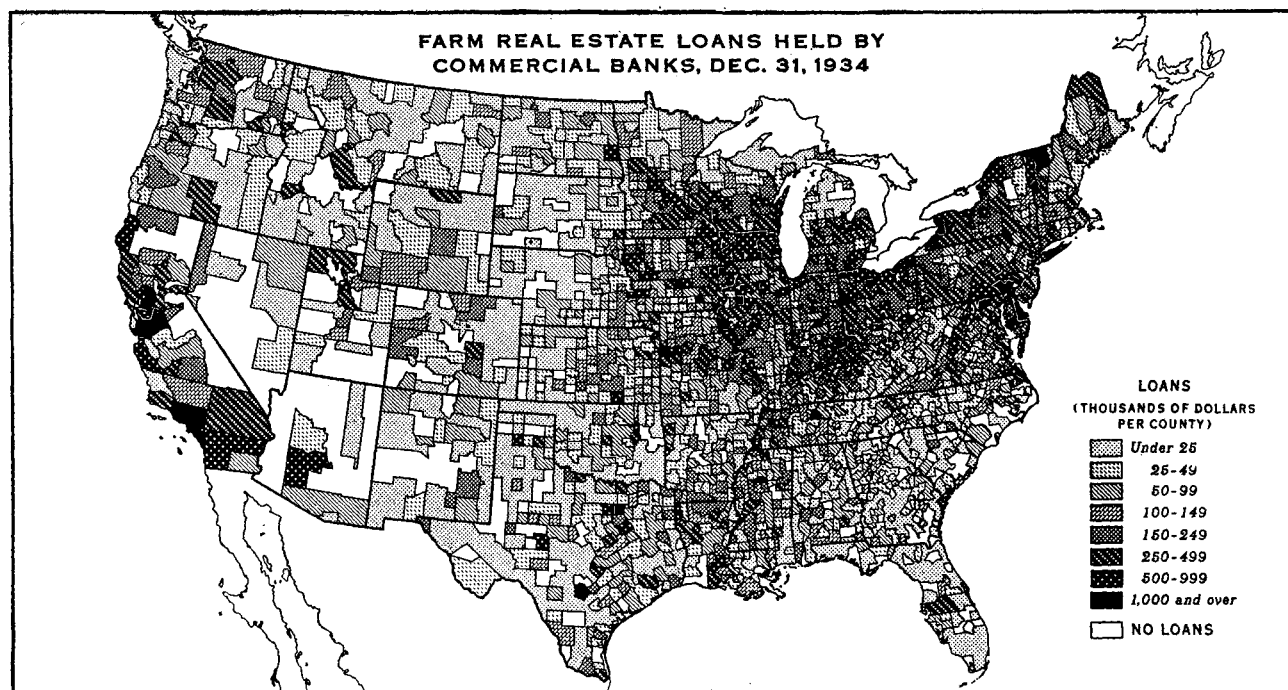 FARM REAL ESTATE LOANS HELD BY
COMMERCIAL BANKS, DEC. 31, 1934
LOANS
(THOUSANDS OF DOLLARS
PER COUNTY)
Under 25
25-49
50-99
100-149
150-249
250-499
500-999
1,000 and over
NO LOANS